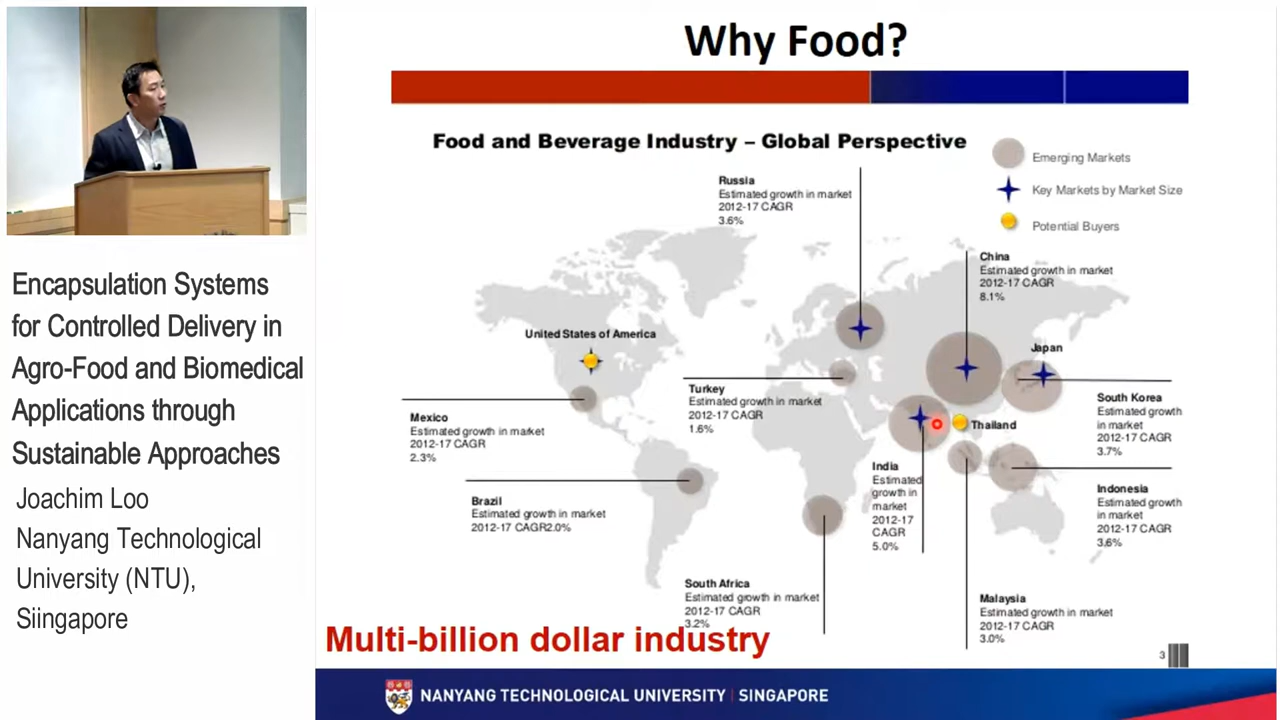 Why Food?
Food and Beverage Industry – Global Perspective
Emerging Markets
Key Markets by Market Size
Potential Buyers
Russia
Estimated growth in market
2012-17 CAGR
3.6%
China
Estimated growth in market
2012-17 CAGR
8.1%
United States of America
Japan
Turkey
Estimated growth in market
2012-17 CAGR
1.6%
South Korea
Estimated growth
in market
2012-17 CAGR
3.7%
Mexico
Estimated growth in market
2012-17 CAGR
2.3%
Thailand
India
Estimated
growth in
market
2012-17
CAGR
5.0%
Brazil
Estimated growth in market
2012-17 CAGR2.0%
Indonesia
Estimated growth
in market
2012-17 CAGR
3.6%
South Africa
Estimated growth in market
2012-17 CAGR
3.2%
Malaysia
Estimated growth in market
2012-17 CAGR
3.0%
Multi-billion dollar industry
3
NANYANG TECHNOLOGICAL UNIVERSITY | SINGAPORE
Encapsulation Systems
for Controlled Delivery in
Agro-Food and Biomedical
Applications through
Sustainable Approaches
Joachim Loo
Nanyang Technological
University (NTU),
Siingapore